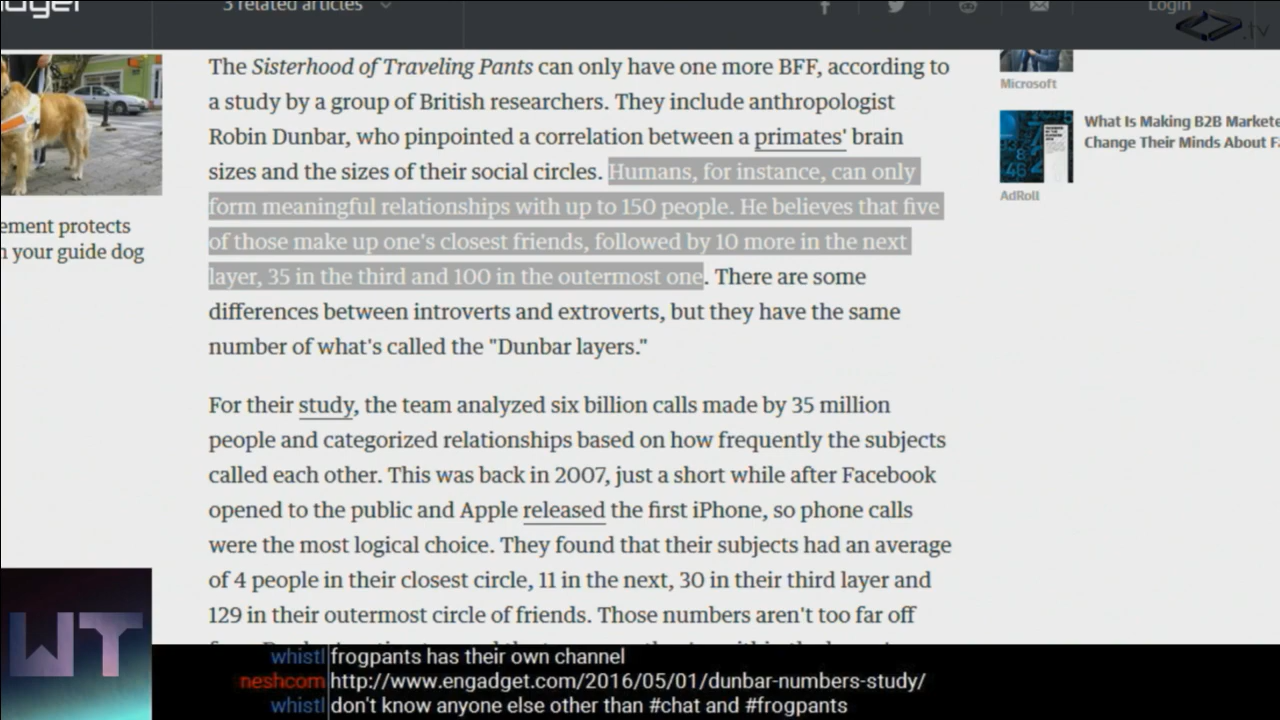 3 related articles
Login
.tv
The Sisterhood of Traveling Pants can only have one more BFF, according to
a study by a group of British researchers. They include anthropologist
Robin Dunbar, who pinpointed a correlation between a primates' brain
sizes and the sizes of their social circles. Humans, for instance, can only
form meaningful relationships with up to 150 people. He believes that five
of those make up one's closest friends, followed by 10 more in the next
layer, 35 in the third and 100 in the outermost one. There are some
differences between introverts and extroverts, but they have the same
number of what's called the "Dunbar layers."
For their study, the team analyzed six billion calls made by 35 million
people and categorized relationships based on how frequently the subjects
called each other. This was back in 2007, just a short while after Facebook
opened to the public and Apple released the first iPhone, so phone calls
were the most logical choice. They found that their subjects had an average
of 4 people in their closest circle, 11 in the next, 30 in their third layer and
129 in their outermost circle of friends. Those numbers aren't too far off
ement protects
your guide dog
Microsoft
What Is Making B2B Markete
Change Their Minds About F
AdRoll
WT
whistl frogpants has their own channel
neshcom http://www.engadget.com/2016/05/01/dunbar-numbers-study/
whistl don't know anyone else other than #chat and #frogpants